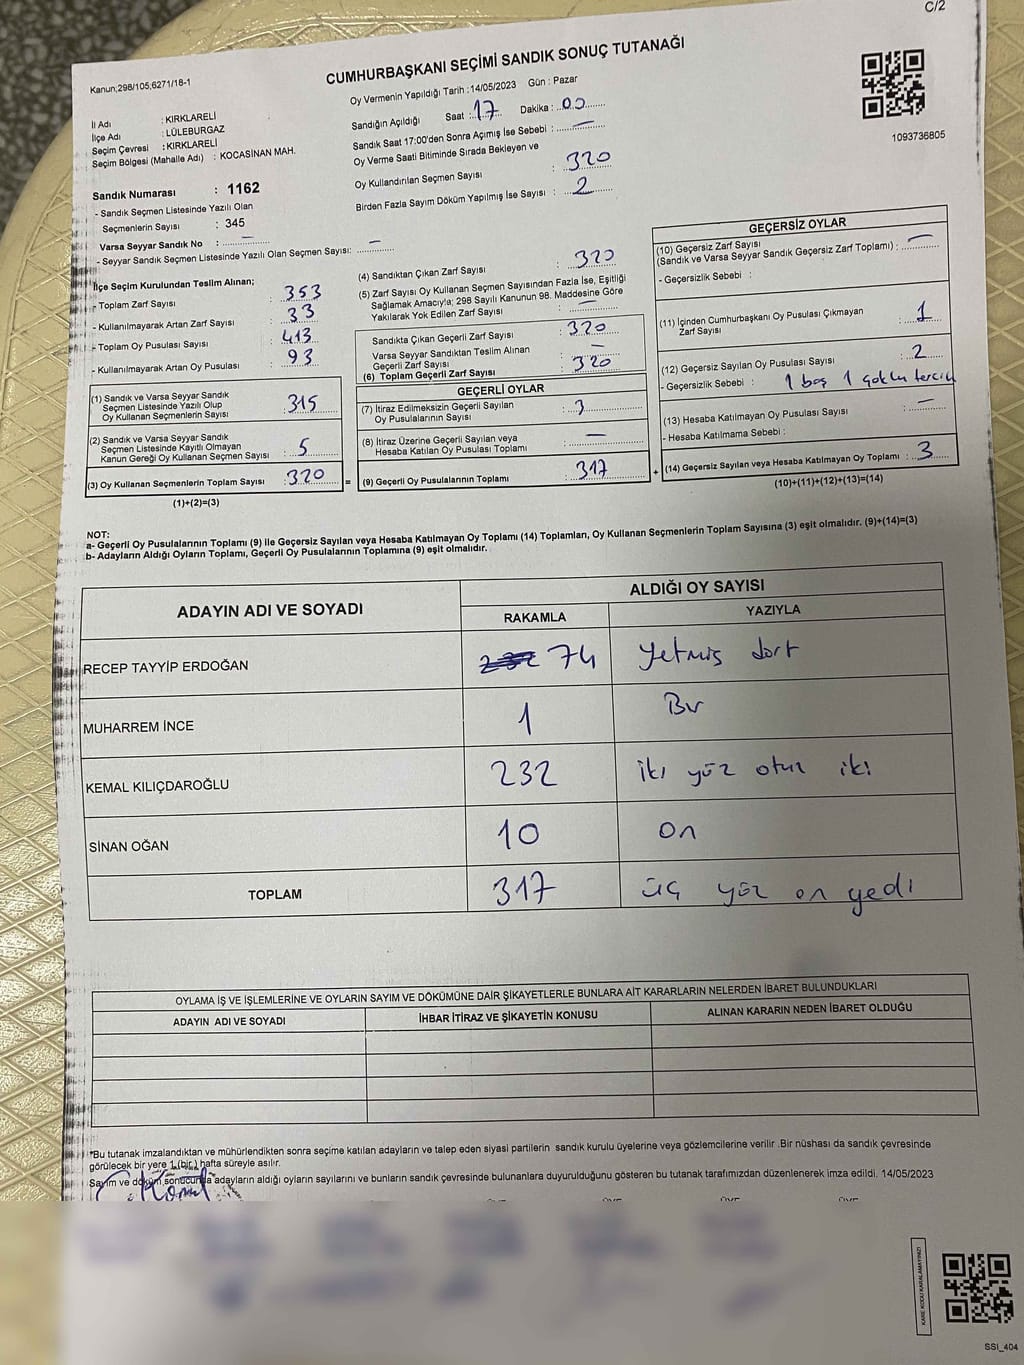 C/2
Kanun;298/105;6271/18-1
CUMHURBAŞKANI SEÇİMİ SANDIK SONUÇ TUTANAĞI
1093736805
İl Adı : KIRKLARELİ
İlçe Adı : LÜLEBURGAZ
Seçim Çevresi : KIRKLARELİ
Seçim Bölgesi (Mahalle Adı) : KOCASİNAN MAH.
Sandık Numarası : 1162
- Sandık Seçmen Listesinde Yazılı Olan
Seçmenlerin Sayısı : 345
Varsa Seyyar Sandık No : —
- Seyyar Sandık Seçmen Listesinde Yazılı Olan Seçmen Sayısı: —
Oy Vermenin Yapıldığı Tarih :14/05/2023 Gün : Pazar
Sandığın Açıldığı Saat : 17 Dakika : 00
Sandık Saat 17:00'den Sonra Açımış İse Sebebi : —
Oy Verme Saati Bitiminde Sırada Bekleyen ve
Oy Kullandırılan Seçmen Sayısı : 320
Birden Fazla Sayım Döküm Yapılmış İse Sayısı : 2
İlçe Seçim Kurulundan Teslim Alınan;
- Toplam Zarf Sayısı : 353
- Kullanılmayarak Artan Zarf Sayısı : 33
- Toplam Oy Pusulası Sayısı : 413
- Kullanılmayarak Artan Oy Pusulası : 93
(1) Sandık ve Varsa Seyyar Sandık
Seçmen Listesinde Yazılı Olup
Oy Kullanan Seçmenlerin Sayısı : 315
(2) Sandık ve Varsa Seyyar Sandık
Seçmen Listesinde Kayıtlı Olmayan
Kanun Gereği Oy Kullanan Seçmen Sayısı : 5
(3) Oy Kullanan Seçmenlerin Toplam Sayısı : 320
(1)+(2)=(3)
(4) Sandıktan Çıkan Zarf Sayısı : 320
(5) Zarf Sayısı Oy Kullanan Seçmen Sayısından Fazla İse, Eşitliği
Sağlamak Amacıyla; 298 Sayılı Kanunun 98. Maddesine Göre
Yakılarak Yok Edilen Zarf Sayısı : —
Sandıkta Çıkan Geçerli Zarf Sayısı : 320
Varsa Seyyar Sandıktan Teslim Alınan
Geçerli Zarf Sayısı : —
(6) Toplam Geçerli Zarf Sayısı : 320
GEÇERLİ OYLAR
(7) İtiraz Edilmeksizin Geçerli Sayılan
Oy Pusulasının Sayısı : 3
(8) İtiraz Üzerine Geçerli Sayılan veya
Hesaba Katılan Oy Pusulası Toplamı : —
= (9) Geçerli Oy Pusulalarının Toplamı : 317 +
GEÇERSİZ OYLAR
(10) Geçersiz Zarf Sayısı
(Sandık ve Varsa Seyyar Sandık Geçersiz Zarf Toplamı) : —
- Geçersizlik Sebebi :
(11) İçinden Cumhurbaşkanı Oy Pusulası Çıkmayan
Zarf Sayısı : 1
(12) Geçersiz Sayılan Oy Pusulası Sayısı : 2
- Geçersizlik Sebebi : 1 boş 1 çoklu tercih
(13) Hesaba Katılmayan Oy Pusulası Sayısı : —
- Hesaba Katılmama Sebebi :
(14) Geçersiz Sayılan veya Hesaba Katılmayan Oy Toplamı : 3
(10)+(11)+(12)+(13)=(14)
NOT:
a- Geçerli Oy Pusulalarının Toplamı (9) ile Geçersiz Sayılan veya Hesaba Katılmayan Oy Toplamı (14) Toplamları, Oy Kullanan Seçmenlerin Toplam Sayısına (3) eşit olmalıdır. (9)+(14)=(3)
b- Adayların Aldığı Oyların Toplamı, Geçerli Oy Pusulalarının Toplamına (9) eşit olmalıdır.
ADAYIN ADI VE SOYADI ALDIĞI OY SAYISI
RAKAMLA YAZIYLA
RECEP TAYYİP ERDOĞAN 232 74 Yetmiş dört
MUHARREM İNCE 1 Bir
KEMAL KILIÇDAROĞLU 232 iki yüz otuz iki
SİNAN OĞAN 10 On
TOPLAM 317 üç yüz on yedi
OYLAMA İŞ VE İŞLEMLERİNE VE OYLARIN SAYIM VE DÖKÜMÜNE DAİR ŞİKAYETLERLE BUNLARA AİT KARARLARIN NELERDEN İBARET BULUNDUKLARI
ADAYIN ADI VE SOYADI İHBAR İTİRAZ VE ŞİKAYETİN KONUSU ALINAN KARARIN NEDEN İBARET OLDUĞU
*Bu tutanak imzalandıktan ve mühürlendikten sonra seçime katılan adayların ve talep eden siyasi partilerin sandık kurulu üyelerine veya gözlemcilerine verilir .Bir nüshası da sandık çevresinde
görülecek bir yere 1 (bir) hafta süreyle asılır.
Sayım ve döküm sonucunda adayların aldığı oyların sayılarını ve bunların sandık çevresinde bulunanlara duyurulduğunu gösteren bu tutanak tarafımızdan düzenlenerek imza edildi. 14/05/2023
KARE KODU KARALAMAYINIZ!
SSİ_404